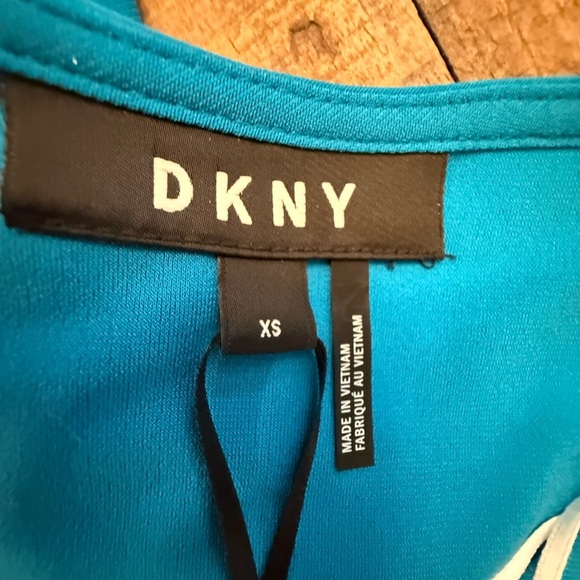 DKNY
XS
MADE IN VIETNAM
FABRIQUÉ AU VIETNAM